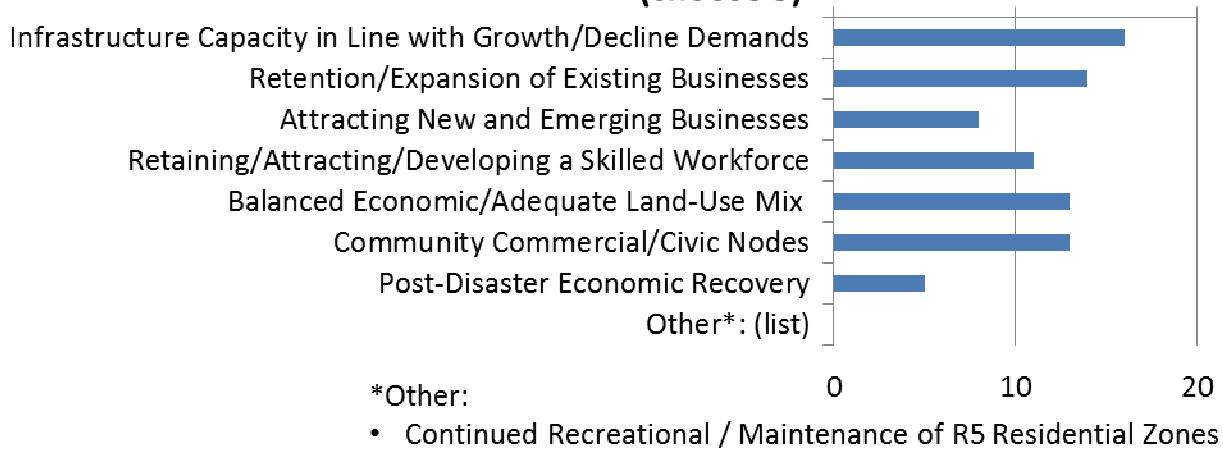 Infrastructure Capacity in Line with Growth/Decline Demands
Retention/Expansion of Existing Businesses
Attracting New and Emerging Businesses
Retaining/Attracting/Developing a Skilled Workforce
Balanced Economic/Adequate Land-Use Mix
Community Commercial/Civic Nodes
Post-Disaster Economic Recovery
Other*: (list)
0 10 20
*Other:
• Continued Recreational / Maintenance of R5 Residential Zones